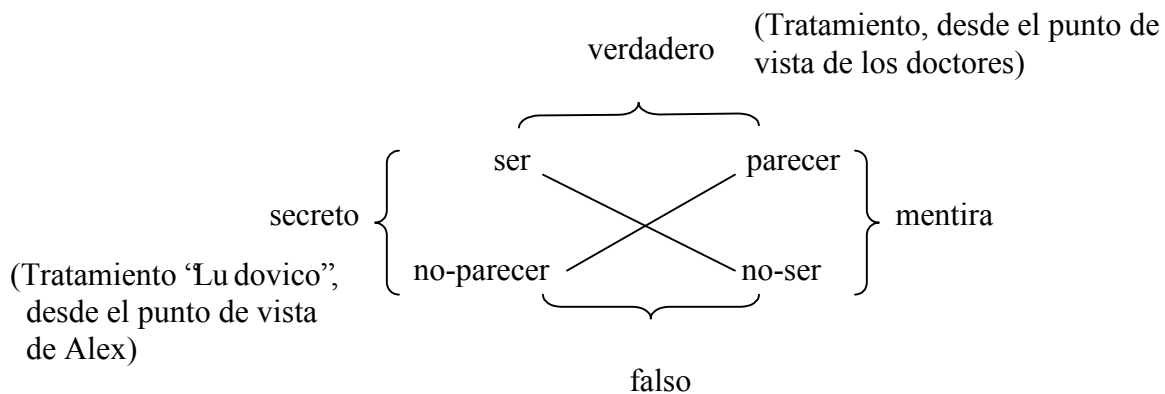 (Tratamiento, desde el punto de
verdadero
vista de los doctores)
ser
parecer
secreto
mentira
no-parecer
no-ser
(Tratamiento “Lu dovico”,
desde el punto de vista
de Alex)
falso